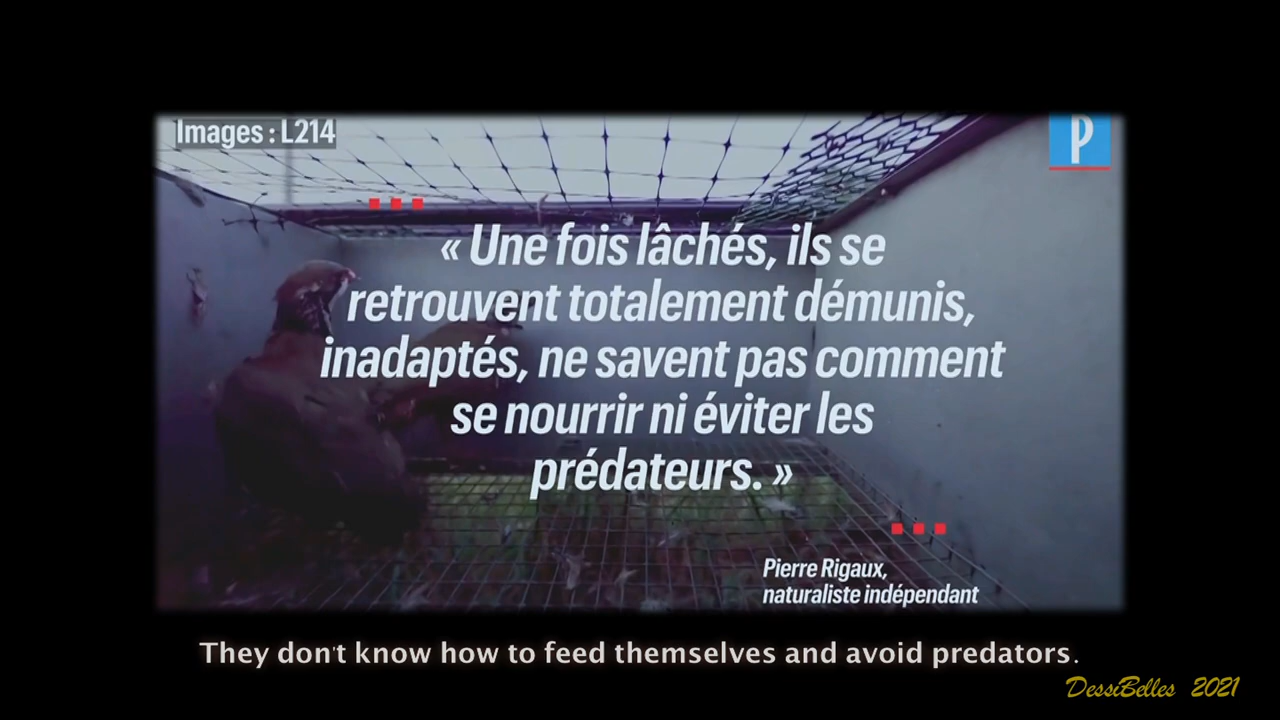 Images : L214
P
« Une fois lâchés, ils se
retrouvent totalement démunis,
inadaptés, ne savent pas comment
se nourrir ni éviter les
prédateurs. »
Pierre Rigaux,
naturaliste indépendant
They don't know how to feed themselves and avoid predators.
DessiBelles 2021